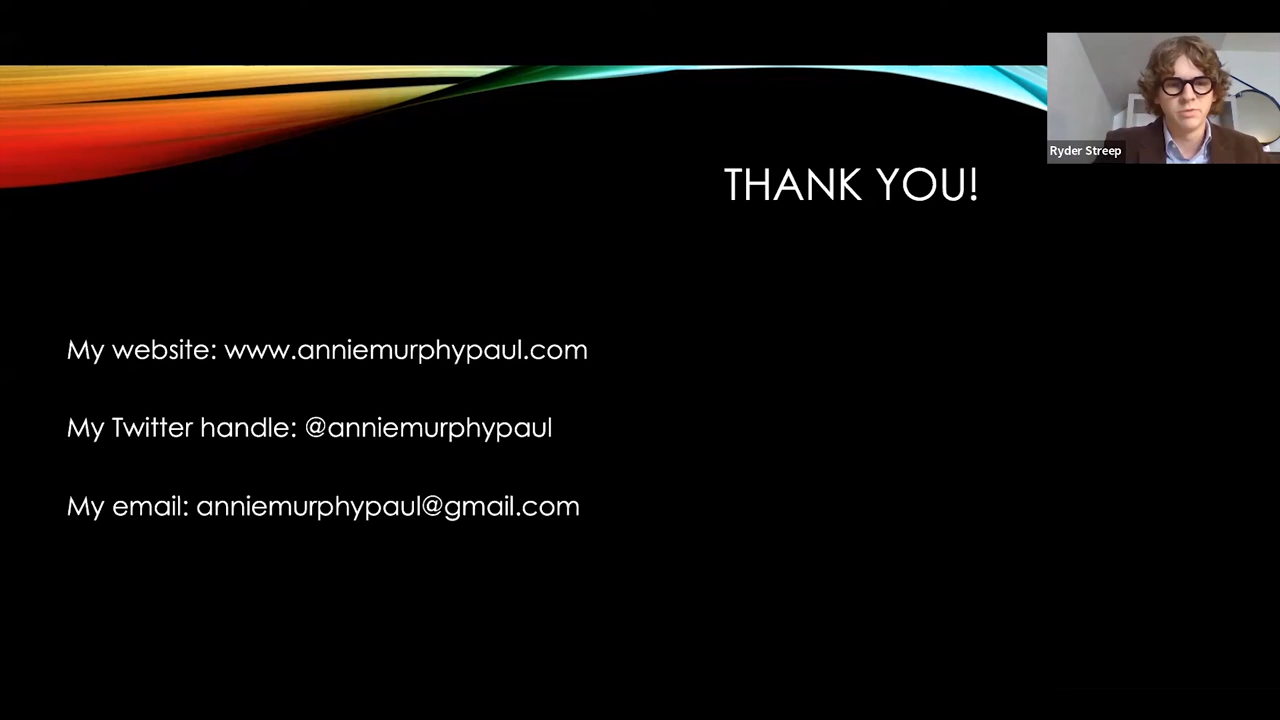 Ryder Streep
THANK YOU!
My website: www.anniemurphypaul.com
My Twitter handle: @anniemurphypaul
My email: anniemurphypaul@gmail.com